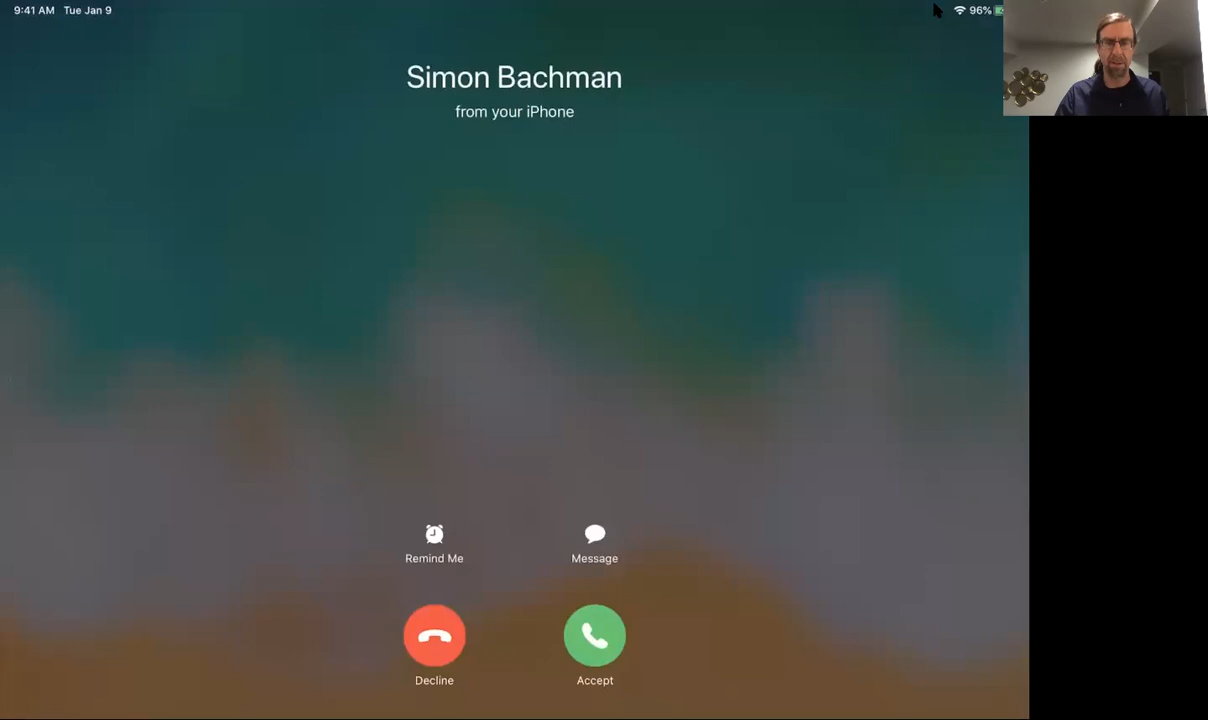 9:41 AM Tue Jan 9
96%
Simon Bachman
from your iPhone
Remind Me
Message
Decline
Accept